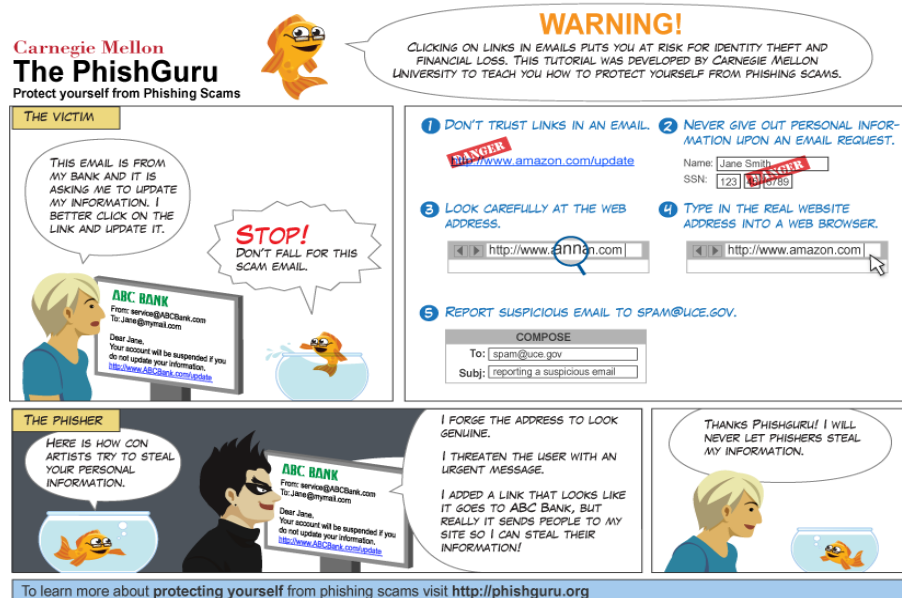 Carnegie Mellon
The PhishGuru
Protect yourself from Phishing Scams
WARNING!
CLICKING ON LINKS IN EMAILS PUTS YOU AT RISK FOR IDENTITY THEFT AND
FINANCIAL LOSS. THIS TUTORIAL WAS DEVELOPED BY CARNEGIE MELLON
UNIVERSITY TO TEACH YOU HOW TO PROTECT YOURSELF FROM PHISHING SCAMS.
THE VICTIM
THIS EMAIL IS FROM
MY BANK AND IT IS
ASKING ME TO UPDATE
MY INFORMATION. I
BETTER CLICK ON THE
LINK AND UPDATE IT.
STOP!
DON'T FALL FOR THIS
SCAM EMAIL.
ABC BANK
From: service@ABCBank.com
To: Jane@mymail.com
Dear Jane.
Your account will be suspended if you
do not update your information.
http://www.ABCBank.com/update
1 DON'T TRUST LINKS IN AN EMAIL.
DANGER
http://www.amazon.com/update
2 NEVER GIVE OUT PERSONAL INFOR-
MATION UPON AN EMAIL REQUEST.
Name: Jane Smith
SSN: 123 6789
DANGER
3 LOOK CAREFULLY AT THE WEB
ADDRESS.
http://www.annn.com
4 TYPE IN THE REAL WEBSITE
ADDRESS INTO A WEB BROWSER.
http://www.amazon.com
5 REPORT SUSPICIOUS EMAIL TO SPAM@UCE.GOV.
COMPOSE
To: spam@uce.gov
Subj: reporting a suspicious email
THE PHISHER
HERE IS HOW CON
ARTISTS TRY TO STEAL
YOUR PERSONAL
INFORMATION.
ABC BANK
From: service@ABCBank.com
To: Jane@mymail.com
Dear Jane.
Your account will be suspended if you
do not update your information.
http://www.ABCBank.com/update
I FORGE THE ADDRESS TO LOOK
GENUINE.
I THREATEN THE USER WITH AN
URGENT MESSAGE.
I ADDED A LINK THAT LOOKS LIKE
IT GOES TO ABC BANK, BUT
REALLY IT SENDS PEOPLE TO MY
SITE SO I CAN STEAL THEIR
INFORMATION!
THANKS PHISHGURU! I WILL
NEVER LET PHISHERS STEAL
MY INFORMATION.
To learn more about protecting yourself from phishing scams visit http://phishguru.org